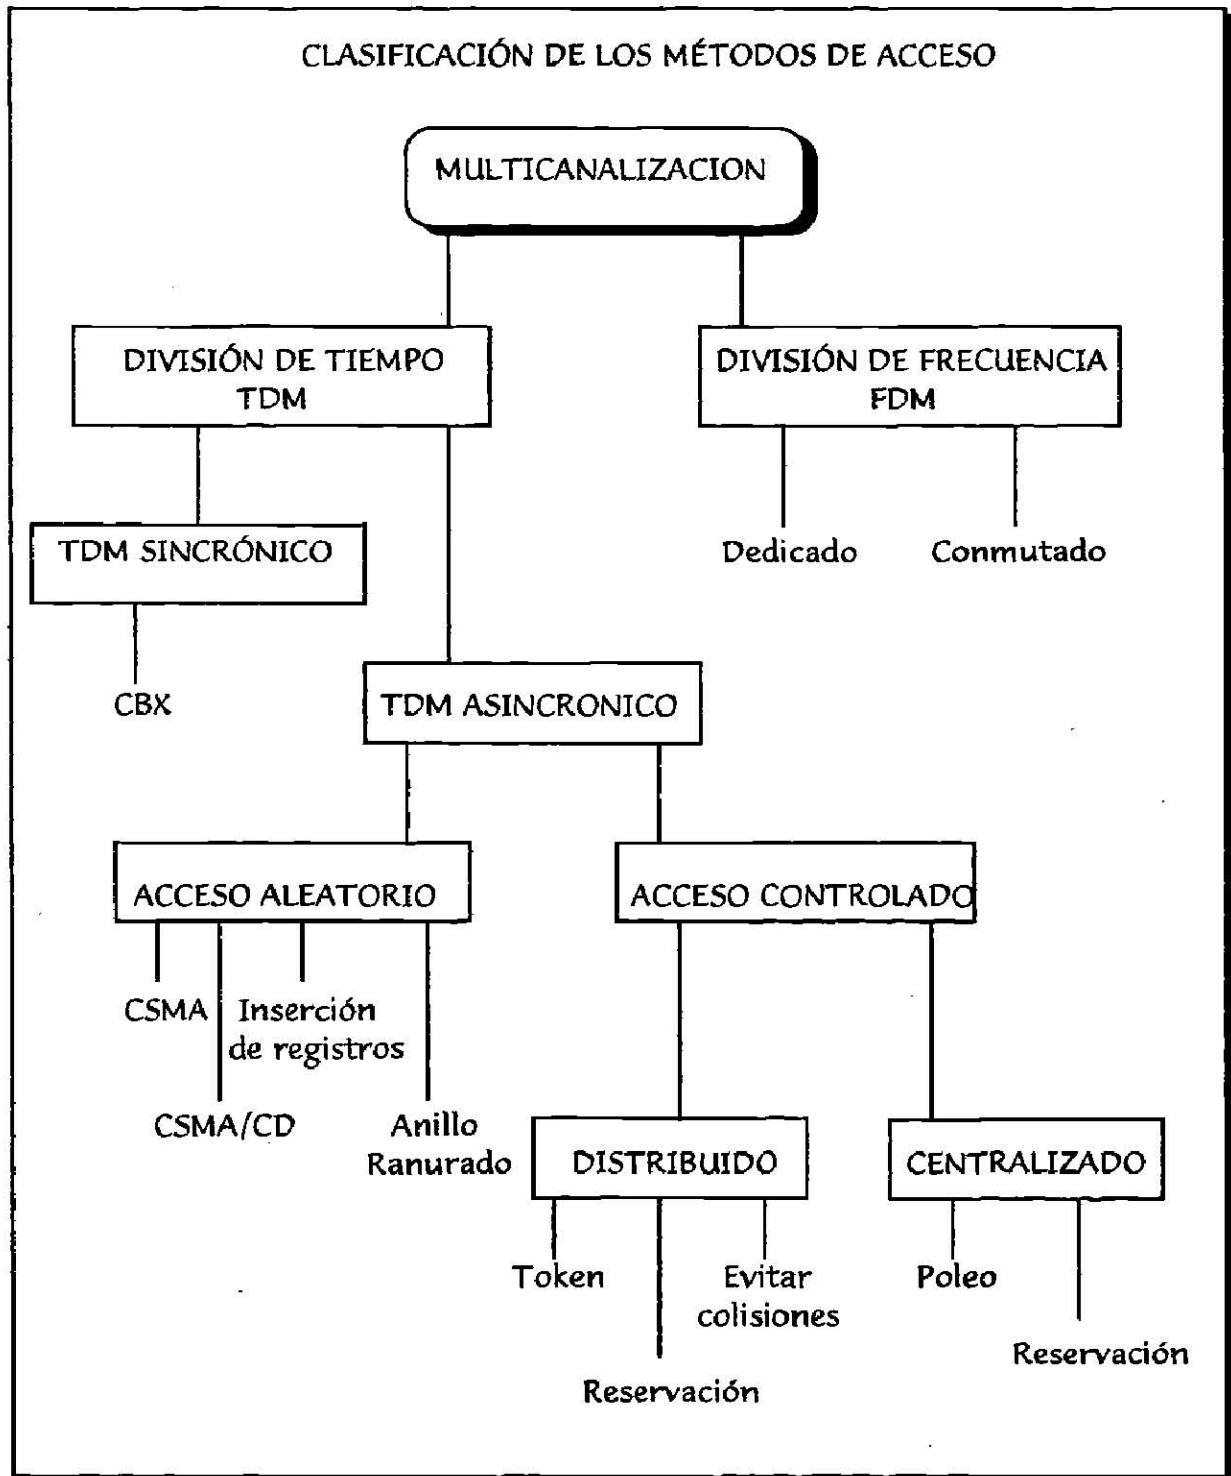 CLASIFICACIÓN DE LOS MÉTODOS DE ACCESO
MULTICANALIZACION
DIVISIÓN DE TIEMPO
TDM
DIVISIÓN DE FRECUENCIA
FDM
TDM SINCRÓNICO
Dedicado
Conmutado
CBX
TDM ASINCRONICO
ACCESO ALEATORIO
ACCESO CONTROLADO
CSMA
Inserción
de registros
CSMA/CD
Anillo
Ranurado
DISTRIBUIDO
CENTRALIZADO
Token
Evitar
colisiones
Poleo
Reservación
Reservación